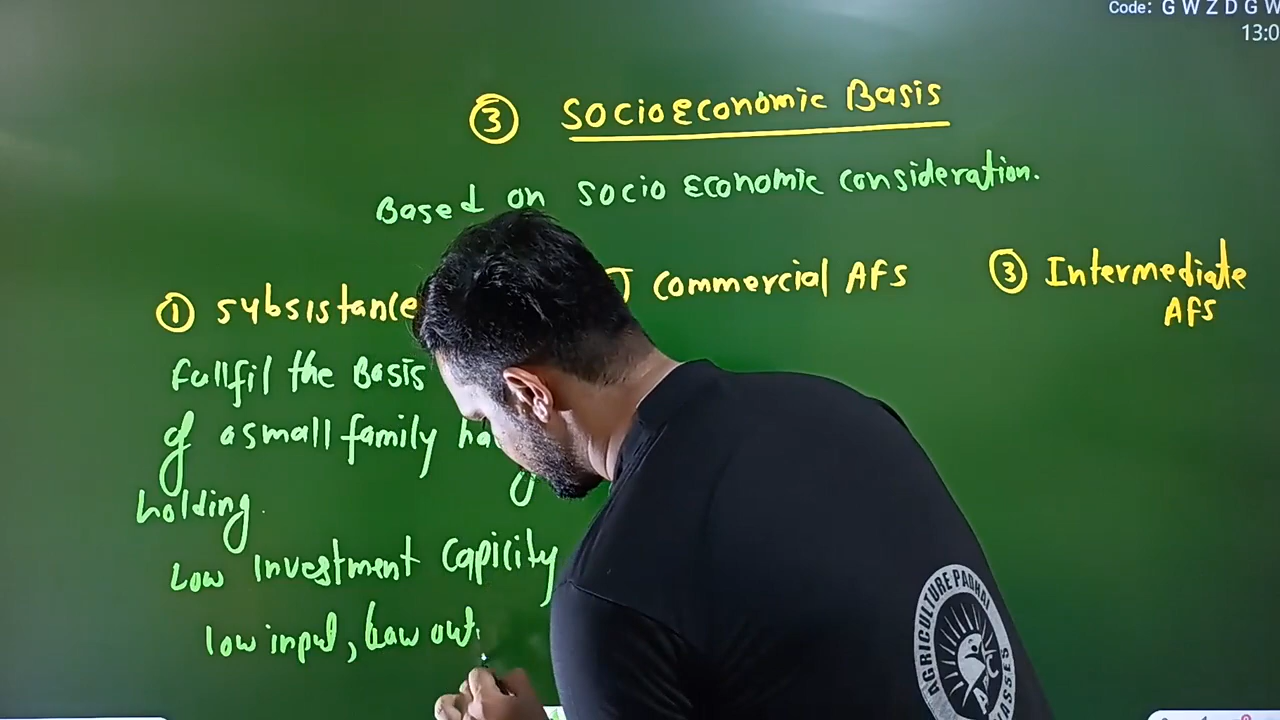 Code: G W Z D G W
13:0
③ Socioeconomic Basis
Based on socio Economic consideration.
① Subsistance
commercial AFS
③ Intermediate
AFS
fullfil the Basis
of a small family
holding.
Low Investment Capicity
low input, Law out
AGRICULTURE PADHAI